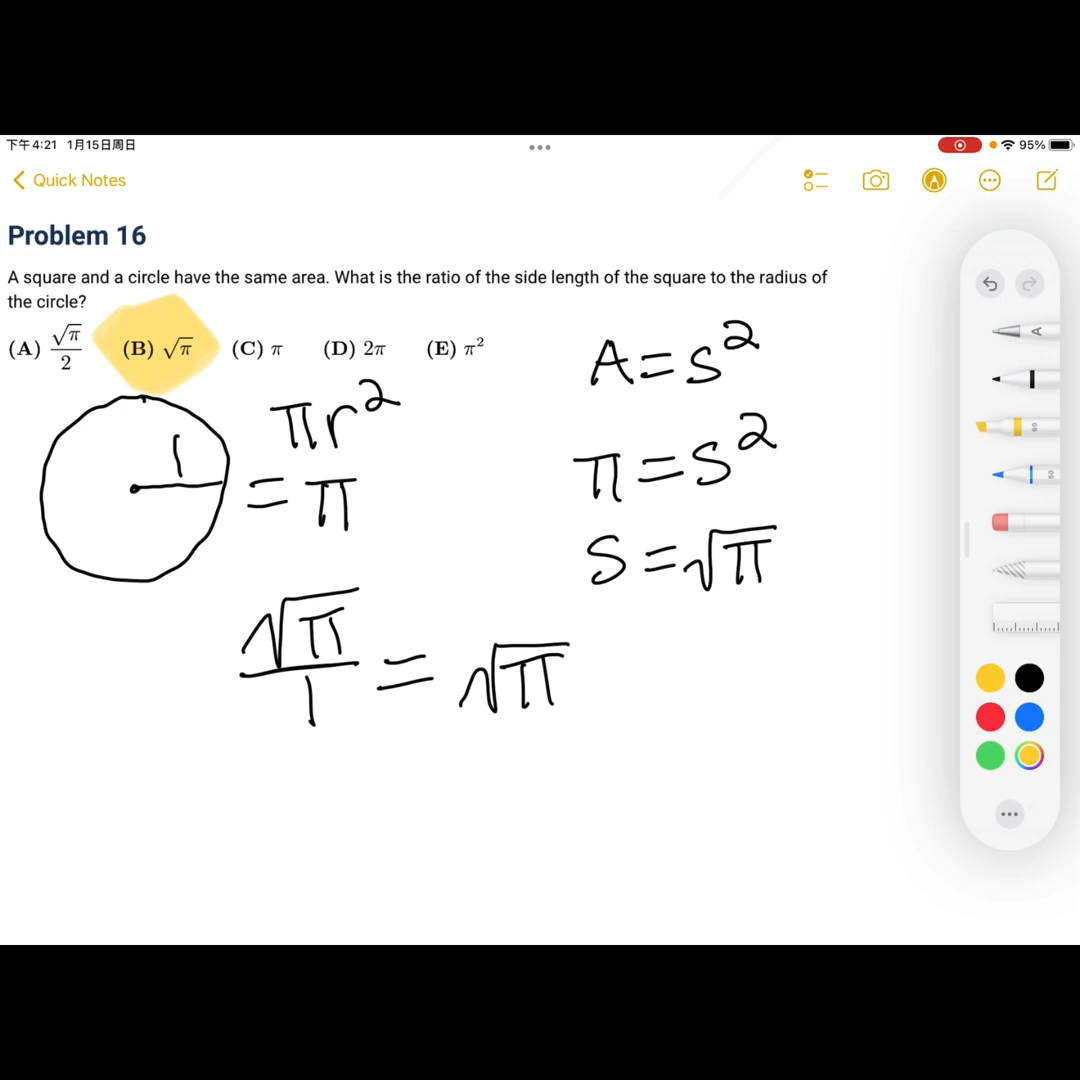 下午4:21 1月15日周日
95%
Quick Notes
Problem 16
A square and a circle have the same area. What is the ratio of the side length of the square to the radius of
the circle?
(A) √π/2 (B) √π (C) π (D) 2π (E) π²
A=s²
πr²
1
π=s²
=π
s=√π
√π/1=√π
A
60
50